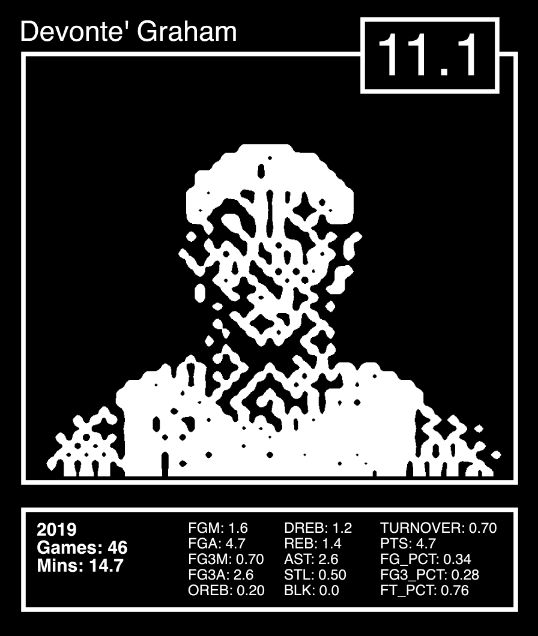 Devonte' Graham
11.1
2019
Games: 46
Mins: 14.7
FGM: 1.6
FGA: 4.7
FG3M: 0.70
FG3A: 2.6
OREB: 0.20
DREB: 1.2
REB: 1.4
AST: 2.6
STL: 0.50
BLK: 0.0
TURNOVER: 0.70
PTS: 4.7
FG_PCT: 0.34
FG3_PCT: 0.28
FT_PCT: 0.76